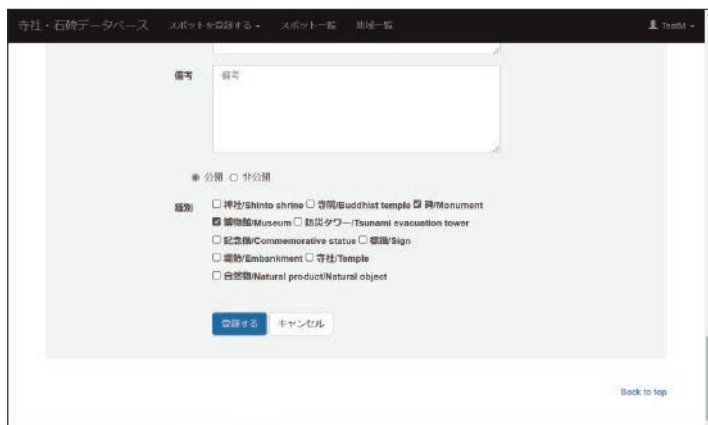 寺社・石碑データベース スポットを登録する スポット一覧 地域一覧 TestM
備考 備考
公開 非公開
種別 神社/Shinto shrine 寺院/Buddhist temple 碑/Monument
博物館/Museum 防災タワー/Tsunami evacuation tower
記念像/Commemorative statue 標識/Sign
堤防/Embankment 寺社/Temple
自然物/Natural product/Natural object
登録する キャンセル
Back to top